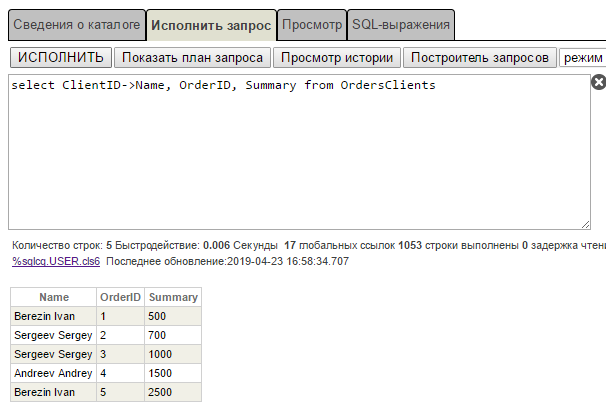 Сведения о каталоге Исполнить запрос Просмотр SQL-выражения
ИСПОЛНИТЬ Показать план запроса Просмотр истории Построитель запросов режим
select ClientID->Name, OrderID, Summary from OrdersClients
Количество строк: 5 Быстродействие: 0.006 Секунды 17 глобальных ссылок 1053 строки выполнены 0 задержка чтени
%sqlcq.USER.cls6 Последнее обновление:2019-04-23 16:58:34.707
Name OrderID Summary
Berezin Ivan 1 500
Sergeev Sergey 2 700
Sergeev Sergey 3 1000
Andreev Andrey 4 1500
Berezin Ivan 5 2500